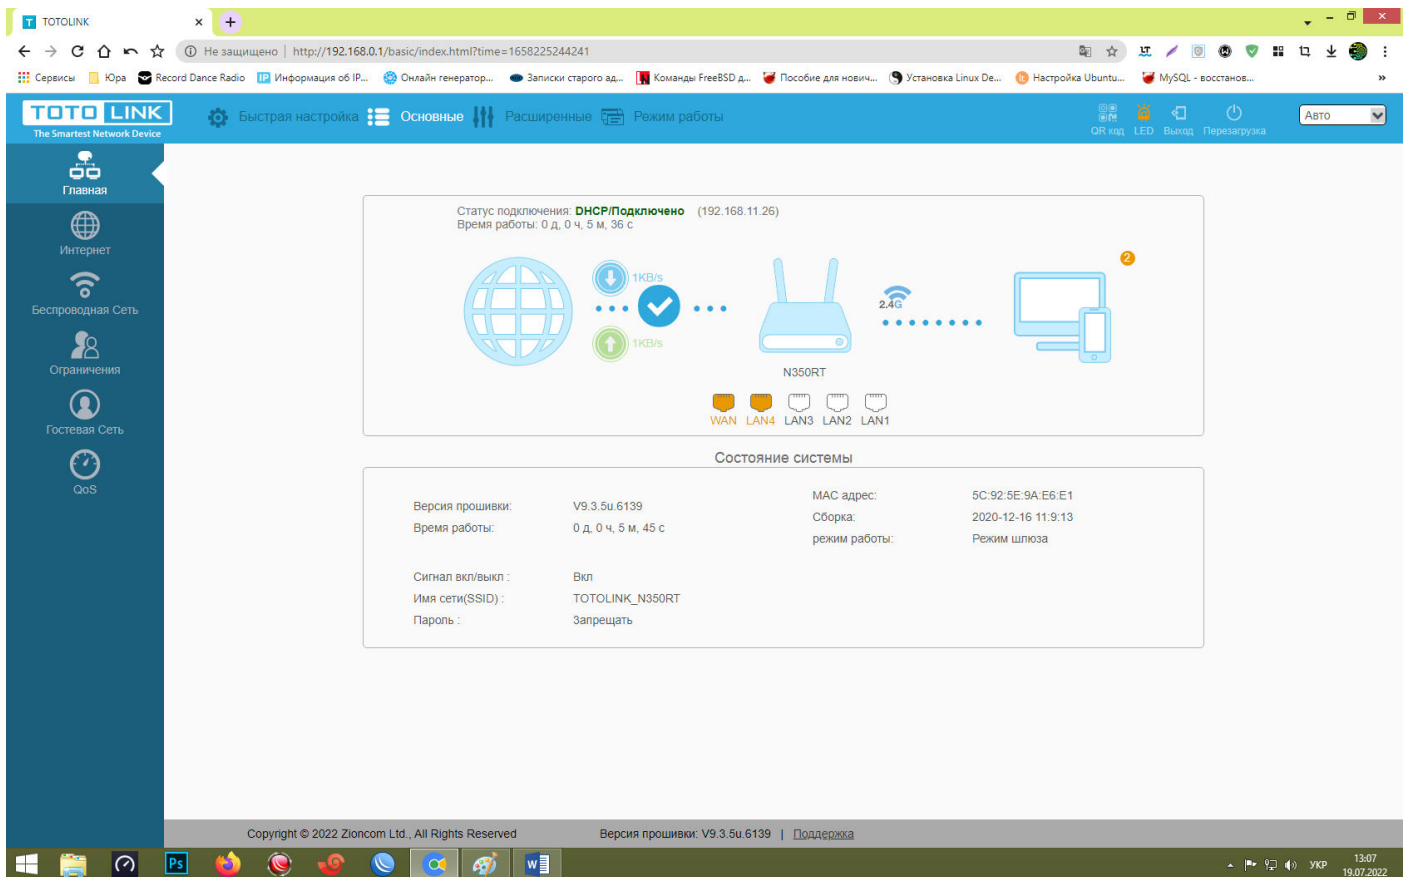 TOTOLINK
Не защищено | http://192.168.0.1/basic/index.html?time=1658225244241
Сервисы Юра Record Dance Radio Информация об IP... Онлайн генератор... Записки старого ад... Команды FreeBSD д... Пособие для нович... Установка Linux De... Настройка Ubuntu... MySQL - восстанов... »
TOTO LINK
The Smartest Network Device
Быстрая настройка Основные Расширенные Режим работы
QR код LED Выход Перезагрузка
Авто
Главная
Интернет
Беспроводная Сеть
Ограничения
Гостевая Сеть
QoS
Статус подключения: DHCP/Подключено (192.168.11.26)
Время работы: 0 д, 0 ч, 5 м, 36 с
1KB/s
1KB/s
2.4G
2
N350RT
WAN LAN4 LAN3 LAN2 LAN1
Состояние системы
Версия прошивки: V9.3.5u.6139
Время работы: 0 д, 0 ч, 5 м, 45 с
MAC адрес: 5C:92:5E:9A:E6:E1
Сборка: 2020-12-16 11:9:13
режим работы: Режим шлюза
Сигнал вкл/выкл : Вкл
Имя сети(SSID) : TOTOLINK_N350RT
Пароль : Запрещать
Copyright © 2022 Zioncom Ltd., All Rights Reserved
Версия прошивки: V9.3.5u.6139 | Поддержка
Ps
W
УКР
13:07
19.07.2022